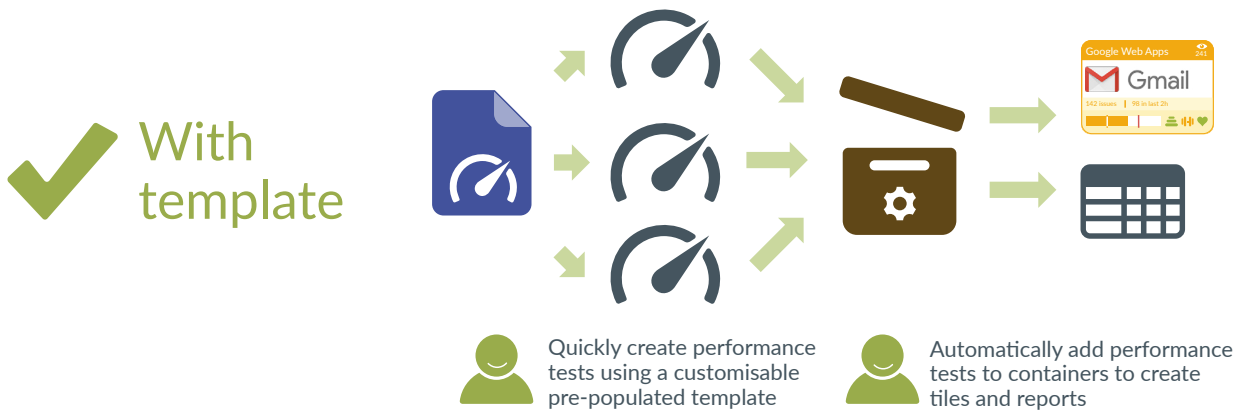 With
template
Google Web Apps
241
Gmail
142 issues | 98 in last 2h
Quickly create performance
tests using a customisable
pre-populated template
Automatically add performance
tests to containers to create
tiles and reports